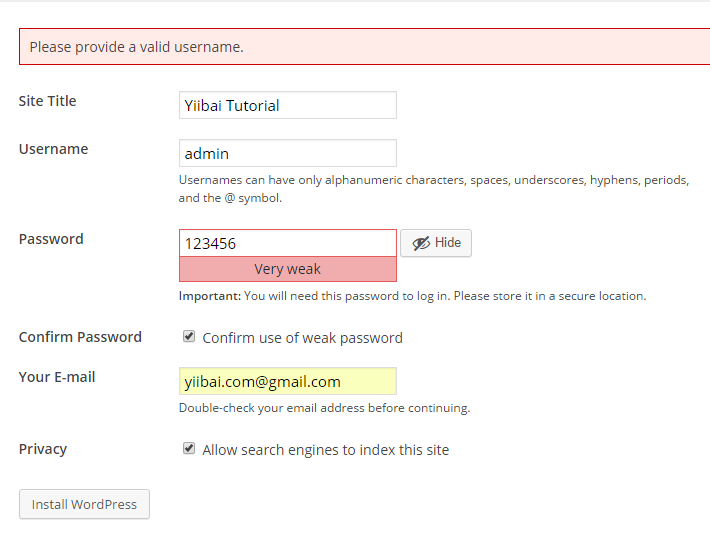 Please provide a valid username.
Site Title
Yiibai Tutorial
Username
admin
Usernames can have only alphanumeric characters, spaces, underscores, hyphens, periods,
and the @ symbol.
Password
123456
Hide
Very weak
Important: You will need this password to log in. Please store it in a secure location.
Confirm Password
Confirm use of weak password
Your E-mail
yiibai.com@gmail.com
Double-check your email address before continuing.
Privacy
Allow search engines to index this site
Install WordPress